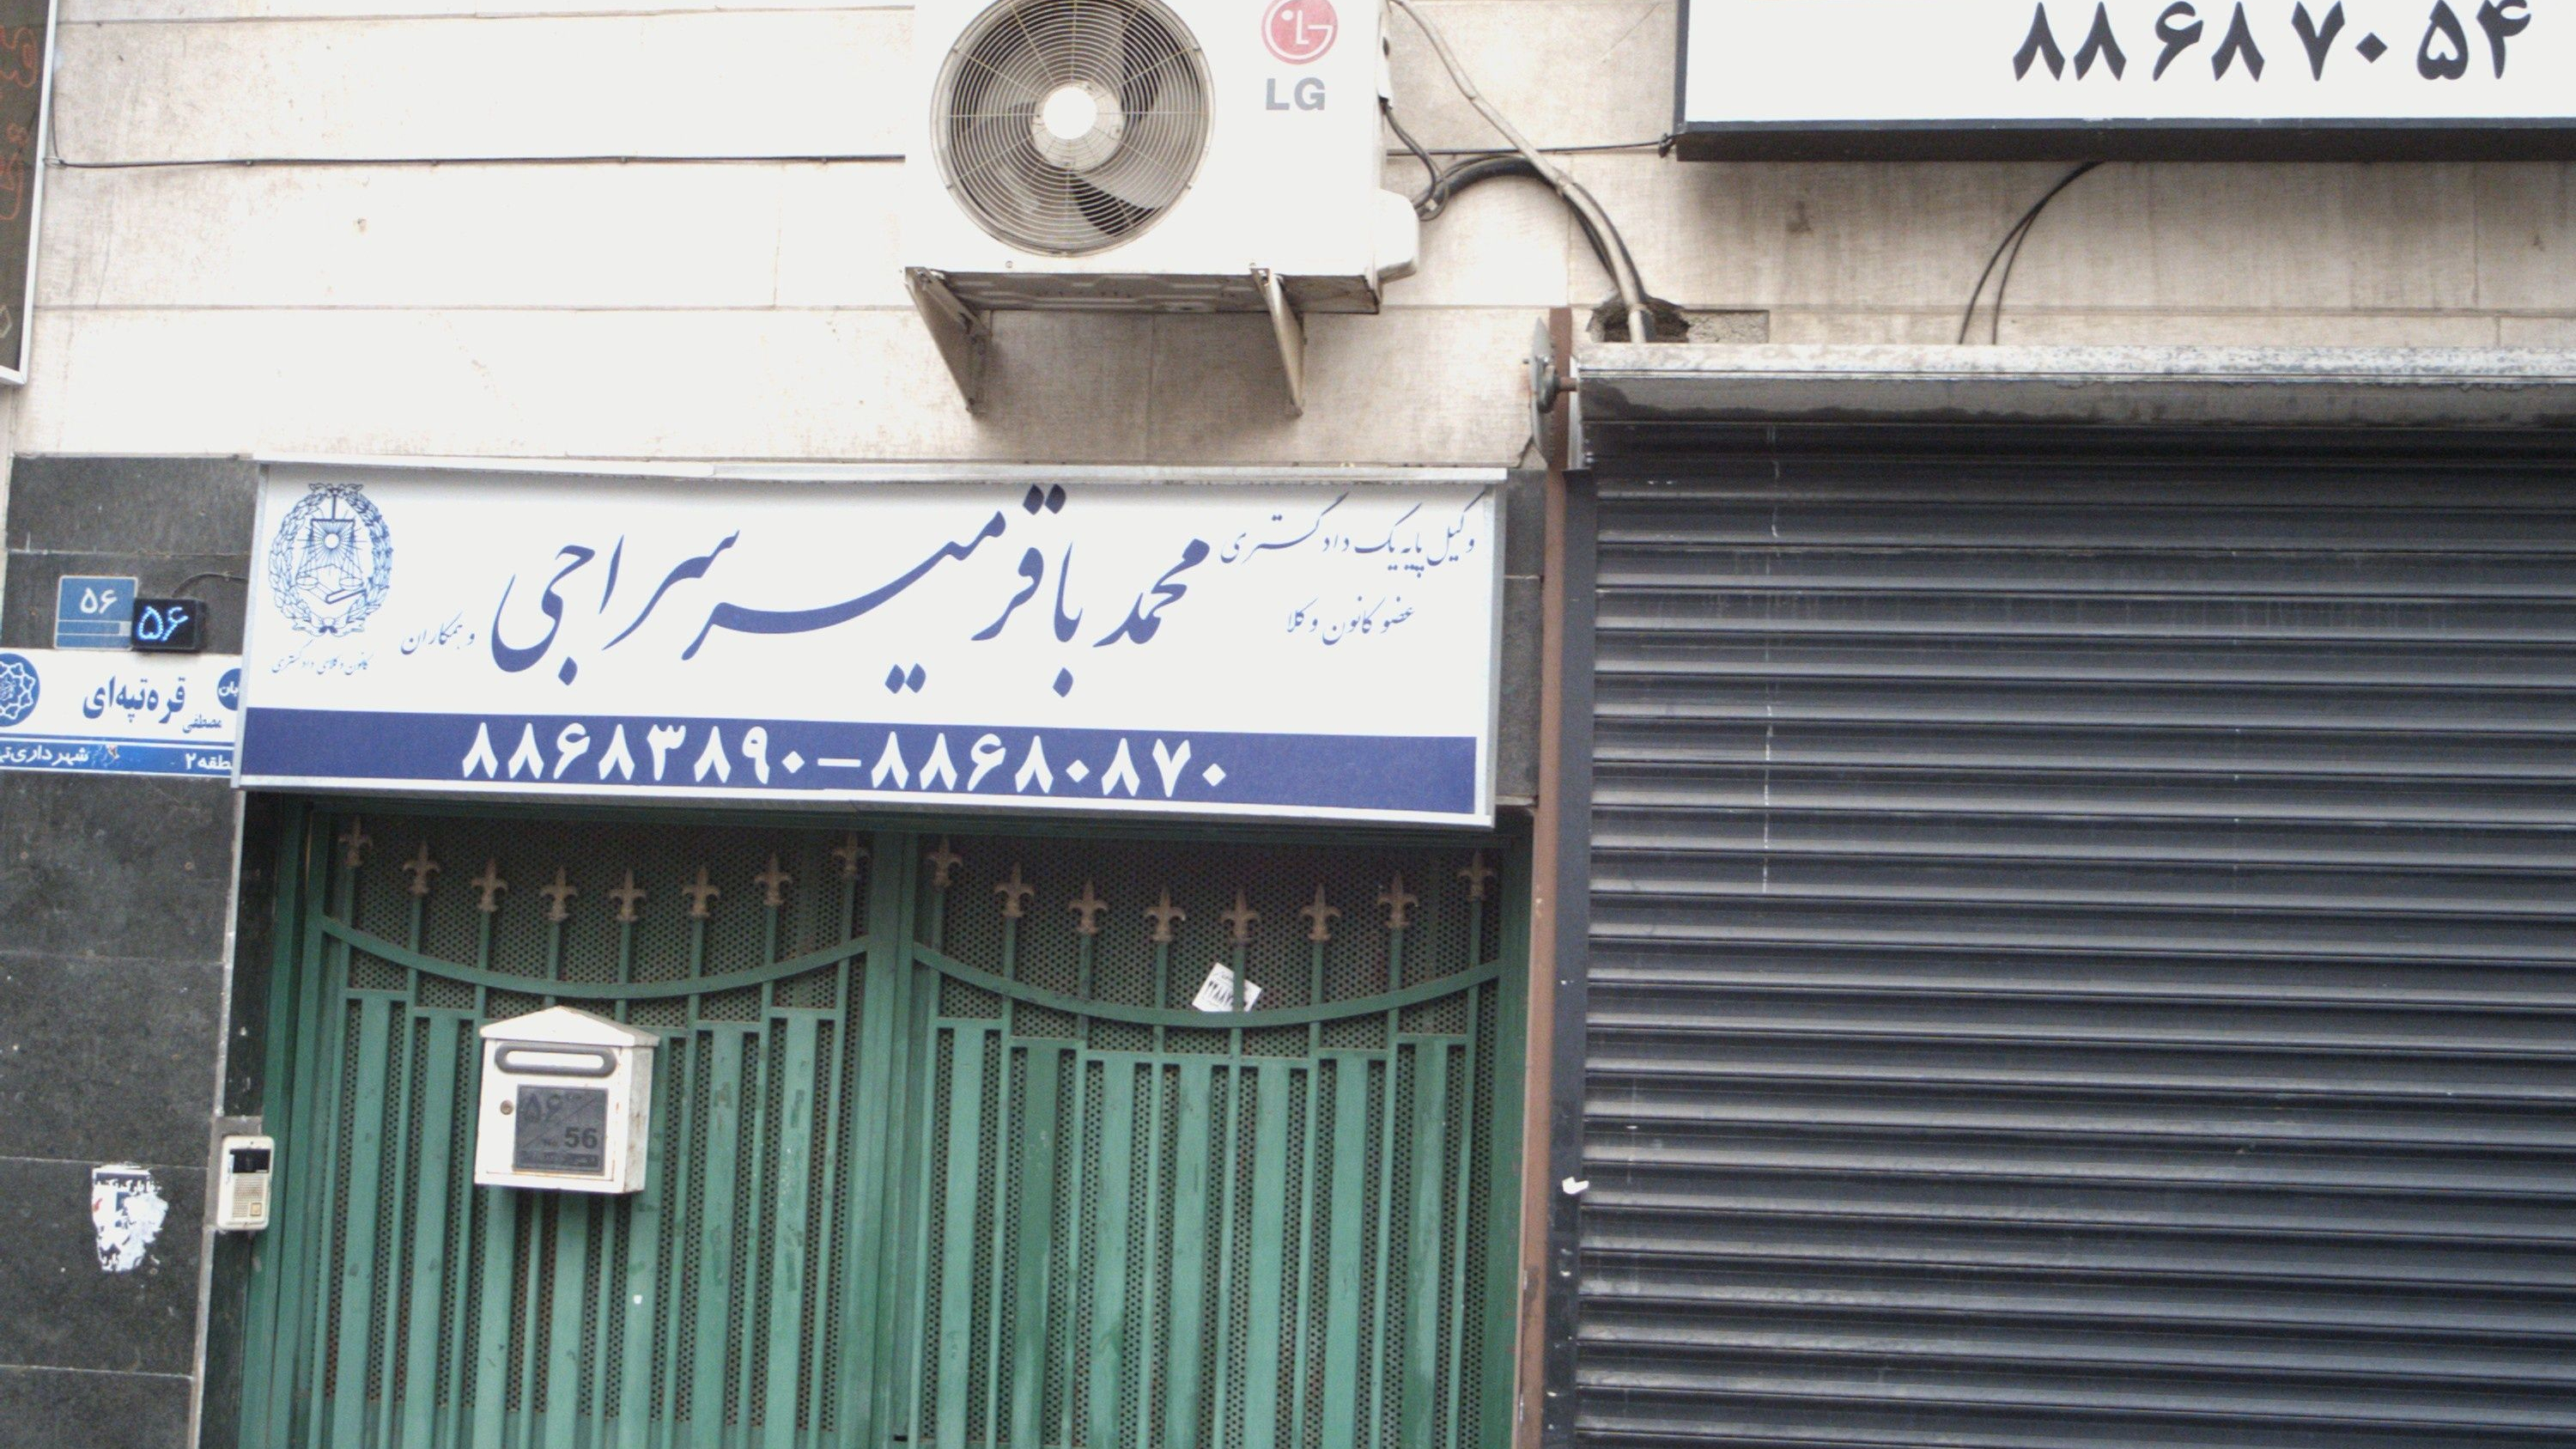 ۸۸۶۸۷۰۵۴
LG
وکیل پایه یک دادگستری
عضو کانون وکلا
محمد باقر میرسراجی
و همکاران
کانون وکلای دادگستری
۸۸۶۸۳۸۹۰-۸۸۶۸۰۸۷۰
۵۶
۵۶
مصطفی
قره‌تپه‌ای
شهرداری
۵۶
56